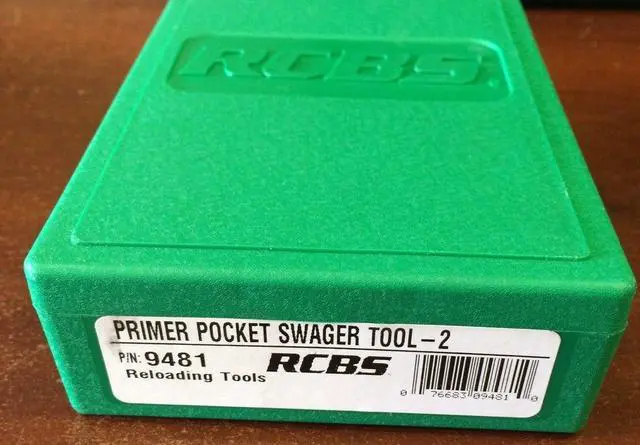 RCBS
PRIMER POCKET SWAGER TOOL-2
P/N: 9481 RCBS
Reloading Tools
0 76683 09481 0